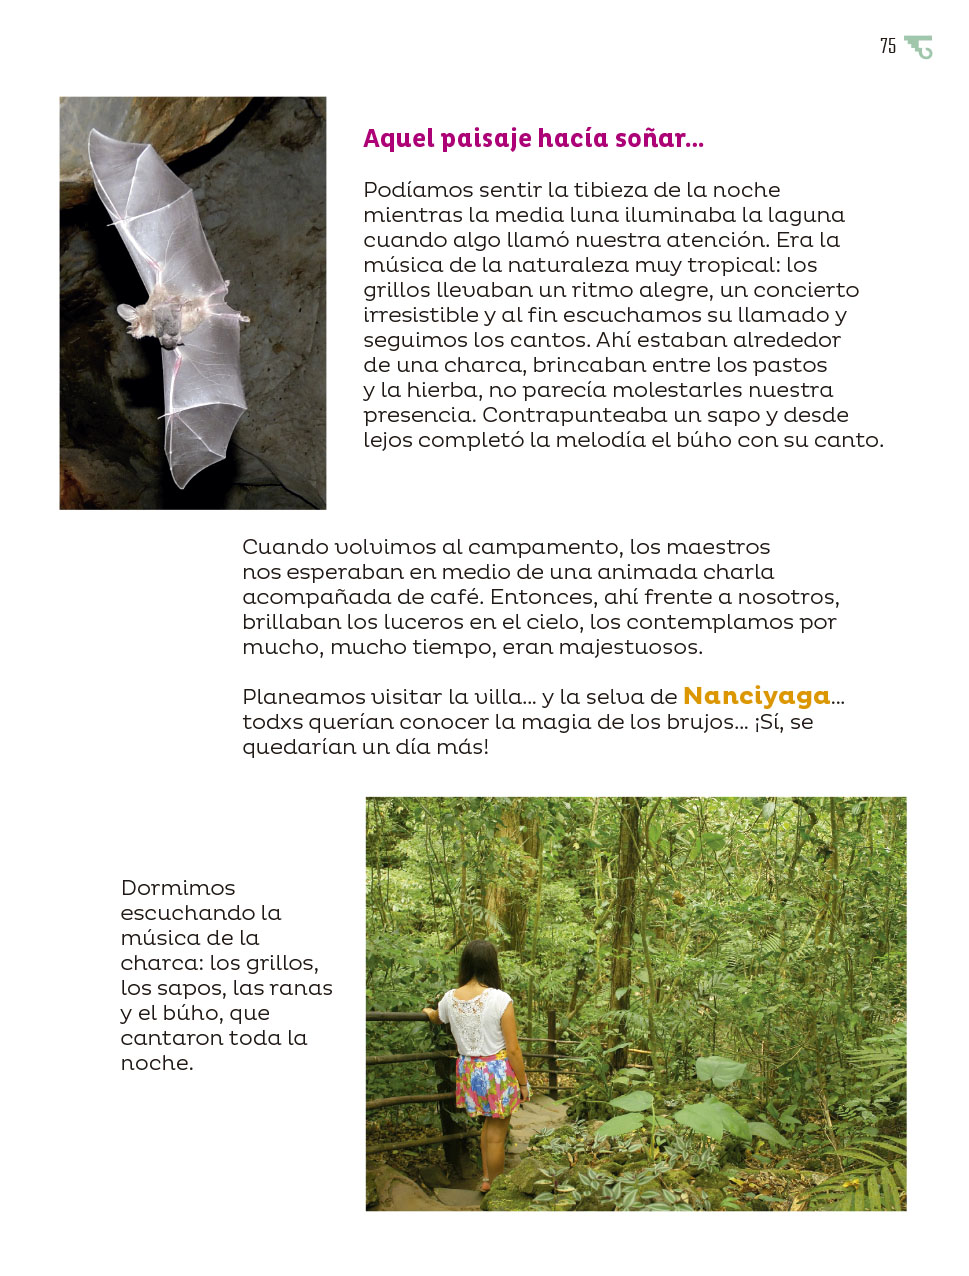 75
Aquel paisaje hacía soñar...
Podíamos sentir la tibieza de la noche
mientras la media luna iluminaba la laguna
cuando algo llamó nuestra atención. Era la
música de la naturaleza muy tropical: los
grillos llevaban un ritmo alegre, un concierto
irresistible y al fin escuchamos su llamado y
seguimos los cantos. Ahí estaban alrededor
de una charca, brincaban entre los pastos
y la hierba, no parecía molestarles nuestra
presencia. Contrapunteaba un sapo y desde
lejos completó la melodía el búho con su canto.
Cuando volvimos al campamento, los maestros
nos esperaban en medio de una animada charla
acompañada de café. Entonces, ahí frente a nosotros,
brillaban los luceros en el cielo, los contemplamos por
mucho, mucho tiempo, eran majestuosos.
Planeamos visitar la villa... y la selva de Nanciyaga...
todxs querían conocer la magia de los brujos... ¡Sí, se
quedarían un día más!
Dormimos
escuchando la
música de la
charca: los grillos,
los sapos, las ranas
y el búho, que
cantaron toda la
noche.